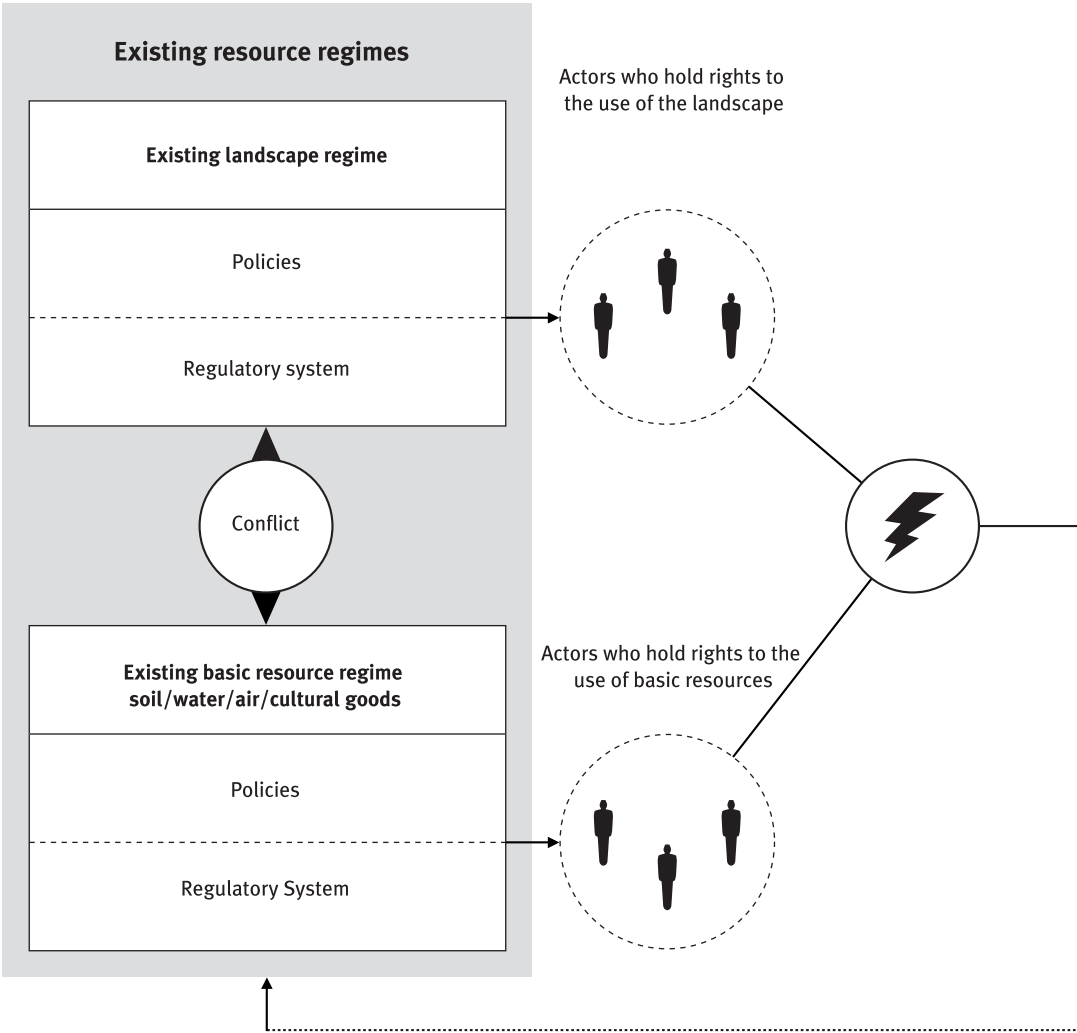 Existing resource regimes
Actors who hold rights to
the use of the landscape
Existing landscape regime
Policies
Regulatory system
Conflict
Existing basic resource regime
soil/water/air/cultural goods
Actors who hold rights to the
use of basic resources
Policies
Regulatory System